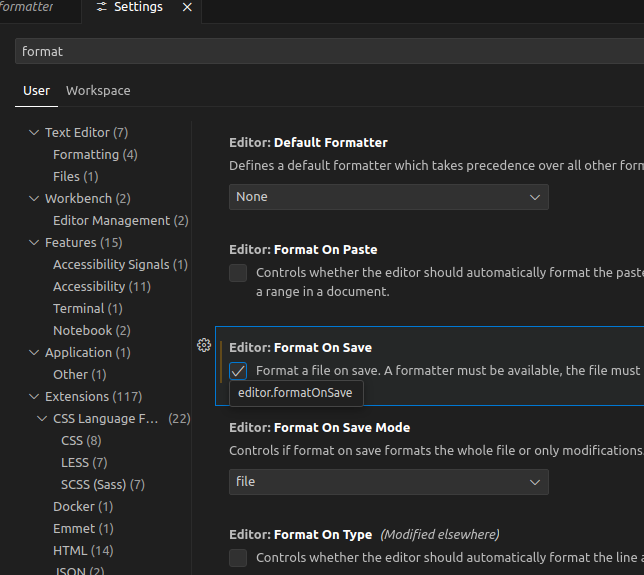 formatter
Settings
format
User
Workspace
Text Editor (7)
Formatting (4)
Files (1)
Workbench (2)
Editor Management (2)
Features (15)
Accessibility Signals (1)
Accessibility (11)
Terminal (1)
Notebook (2)
Application (1)
Other (1)
Extensions (117)
CSS Language F... (22)
CSS (8)
LESS (7)
SCSS (Sass) (7)
Docker (1)
Emmet (1)
HTML (14)
JSON (2)
Editor: Default Formatter
Defines a default formatter which takes precedence over all other form
None
Editor: Format On Paste
Controls whether the editor should automatically format the paste
a range in a document.
Editor: Format On Save
Format a file on save. A formatter must be available, the file must
editor.formatOnSave
Editor: Format On Save Mode
Controls if format on save formats the whole file or only modifications.
file
Editor: Format On Type (Modified elsewhere)
Controls whether the editor should automatically format the line a